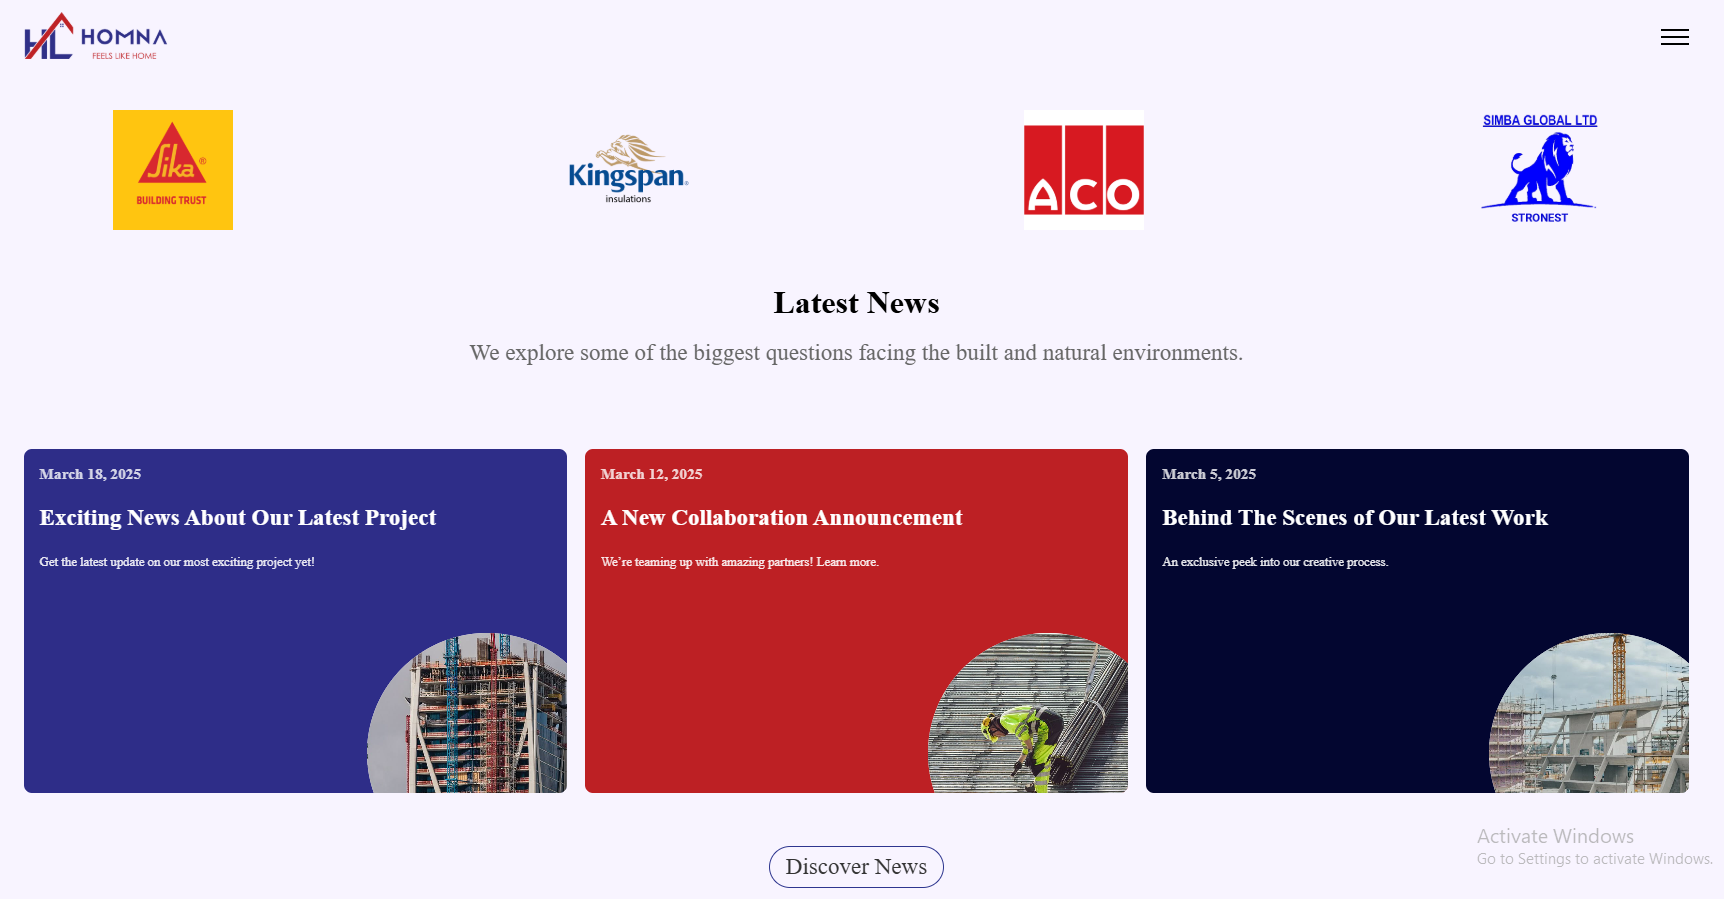 HL HOMNA
FEELS LIKE HOME
Sika®
BUILDING TRUST
Kingspan®
insulations
ACO
SIMBA GLOBAL LTD
STRONEST
Latest News
We explore some of the biggest questions facing the built and natural environments.
March 18, 2025
Exciting News About Our Latest Project
Get the latest update on our most exciting project yet!
March 12, 2025
A New Collaboration Announcement
We’re teaming up with amazing partners! Learn more.
March 5, 2025
Behind The Scenes of Our Latest Work
An exclusive peek into our creative process.
Discover News
Activate Windows
Go to Settings to activate Windows.